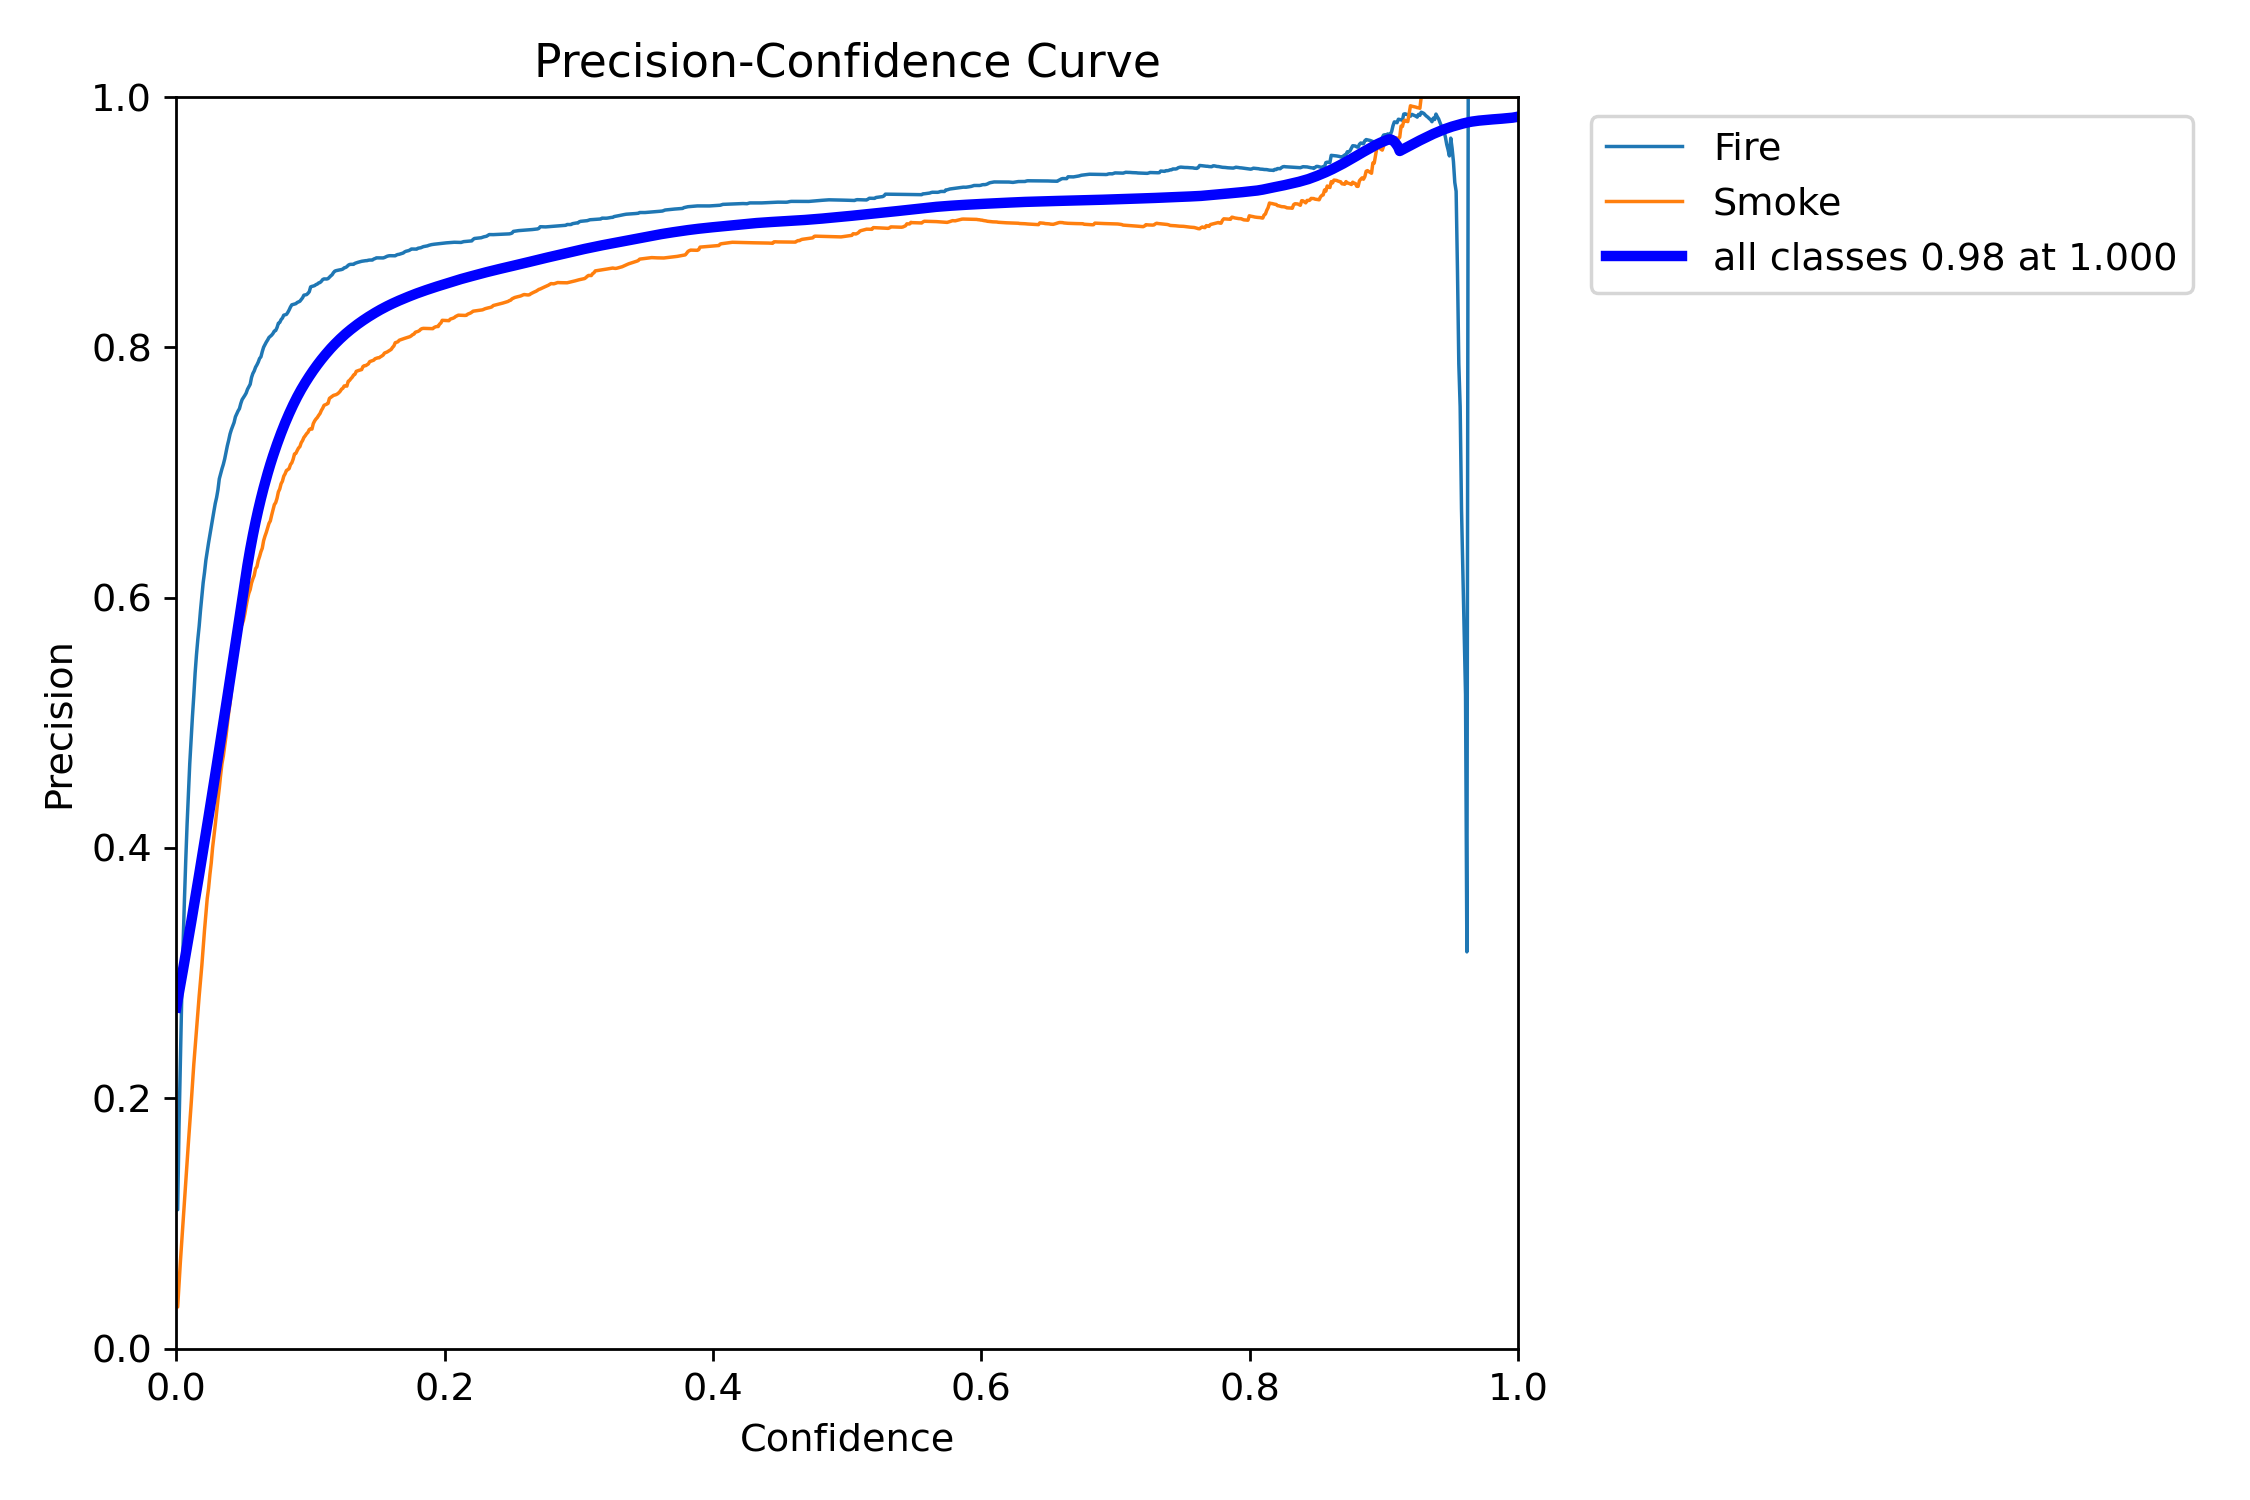 Precision-Confidence Curve
1.0
0.8
0.6
0.4
0.2
0.0
Precision
0.0 0.2 0.4 0.6 0.8 1.0
Confidence
Fire
Smoke
all classes 0.98 at 1.000